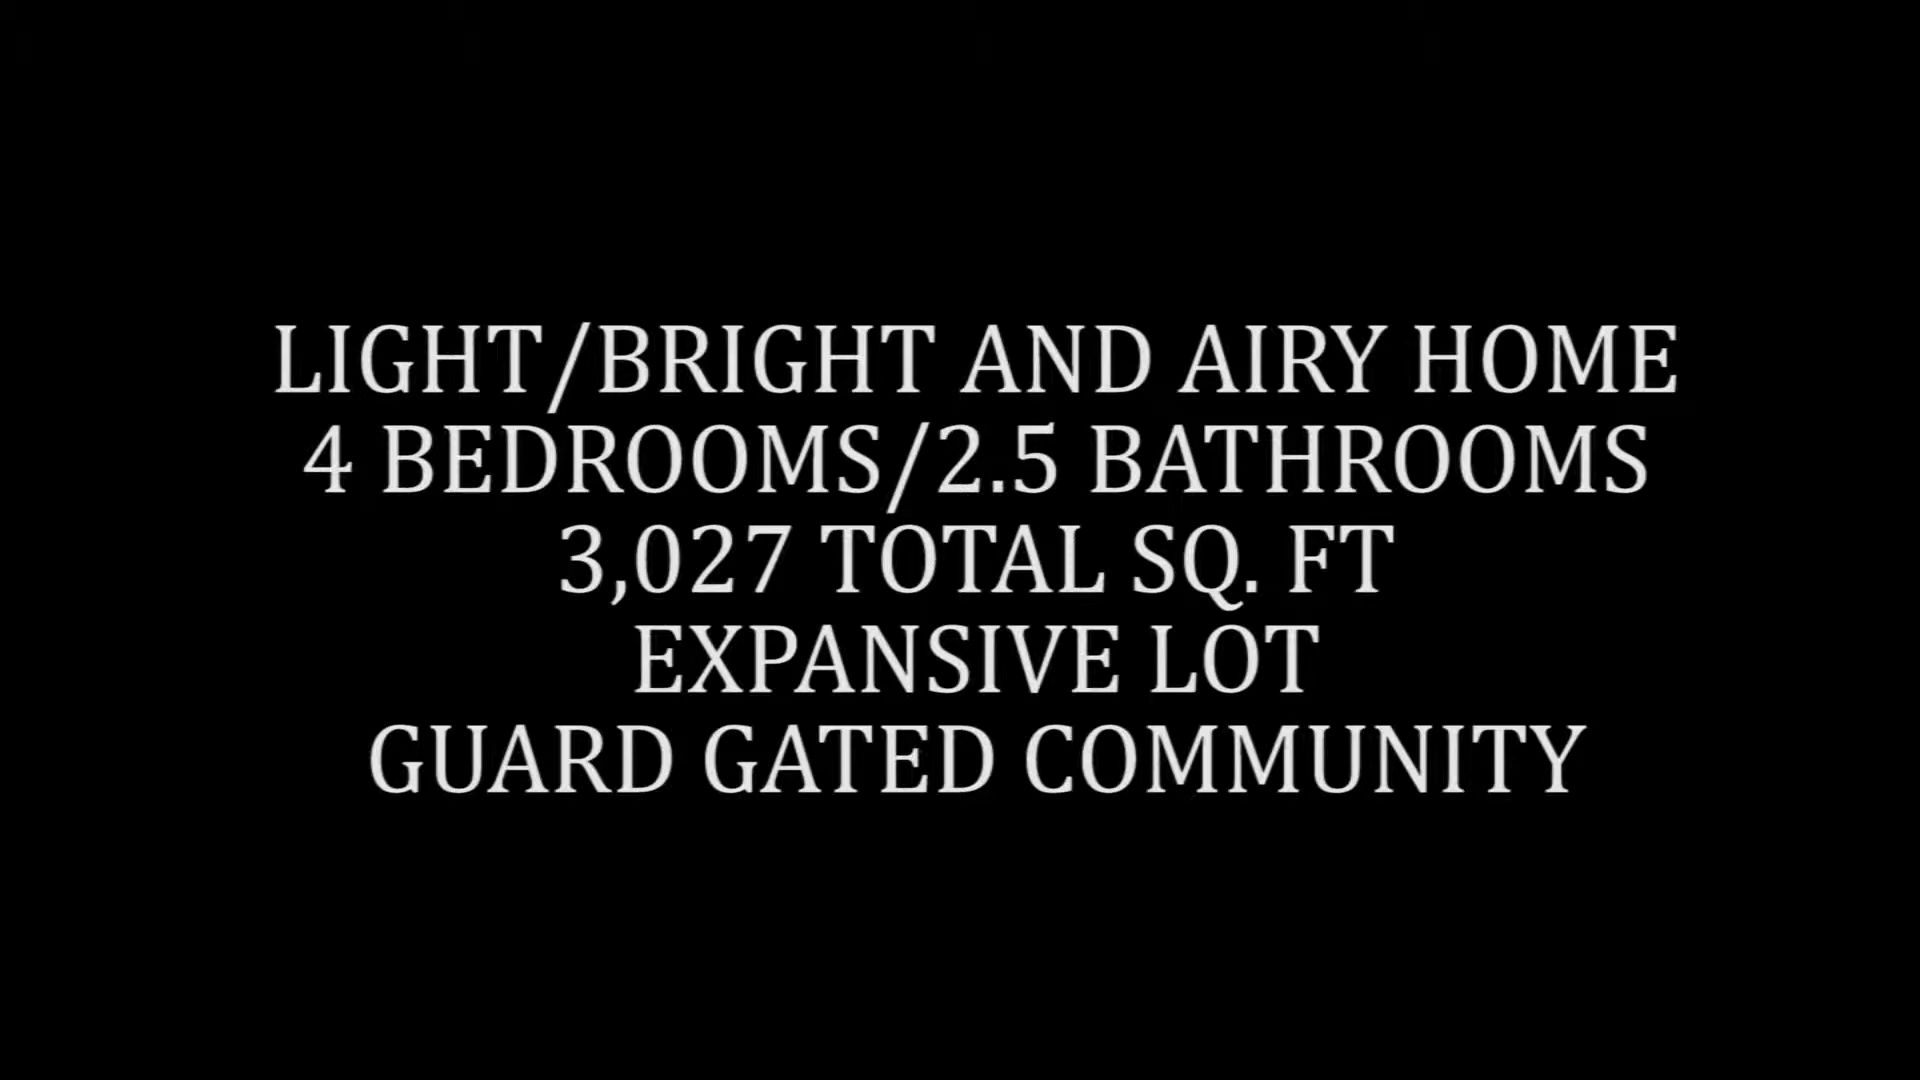 LIGHT/BRIGHT AND AIRY HOME
4 BEDROOMS/2.5 BATHROOMS
3,027 TOTAL SQ. FT
EXPANSIVE LOT
GUARD GATED COMMUNITY